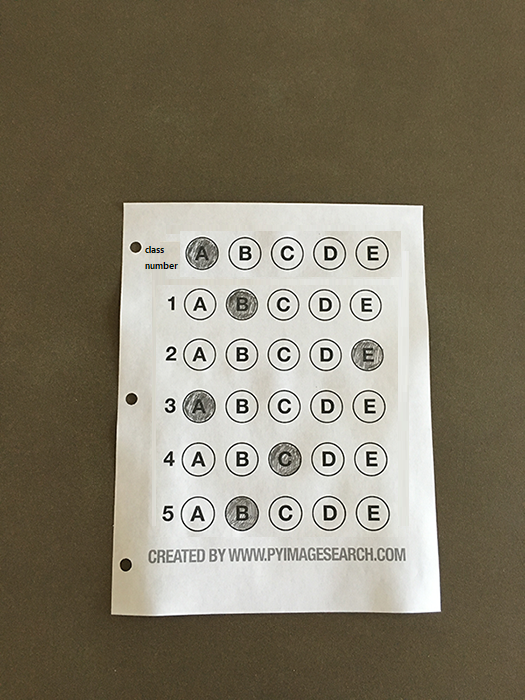 class number A B C D E
1 A B C D E
2 A B C D E
3 A B C D E
4 A B C D E
5 A B C D E
CREATED BY WWW.PYIMAGESEARCH.COM